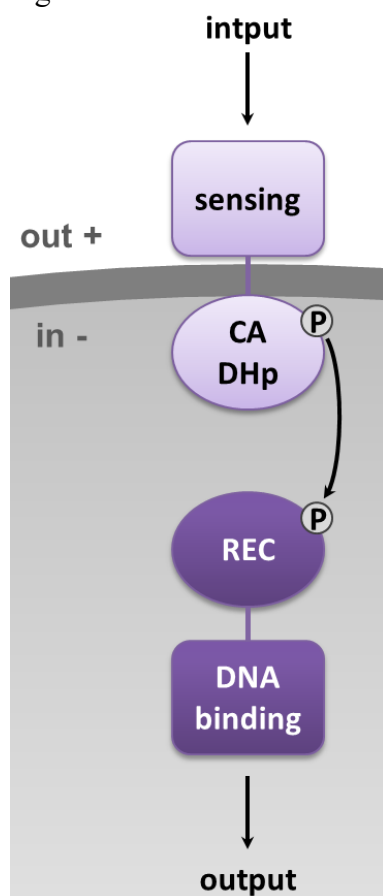 intput
sensing
out +
in -
P
CA
DHp
P
REC
DNA
binding
output